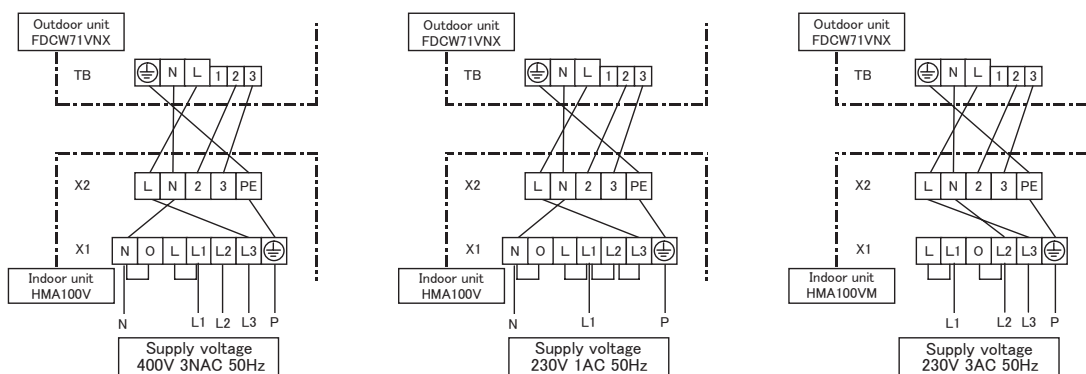 Outdoor unit
FDCW71VNX
TB
N L 1 2 3
X2
L N 2 3 PE
X1
N O L L1 L2 L3
Indoor unit
HMA100V
N L1 L2 L3 P
Supply voltage
400V 3NAC 50Hz
Outdoor unit
FDCW71VNX
TB
N L 1 2 3
X2
L N 2 3 PE
X1
N O L L1 L2 L3
Indoor unit
HMA100V
N L1 P
Supply voltage
230V 1AC 50Hz
Outdoor unit
FDCW71VNX
TB
N L 1 2 3
X2
L N 2 3 PE
X1
L L1 O L2 L3
Indoor unit
HMA100VM
L1 L2 L3 P
Supply voltage
230V 3AC 50Hz